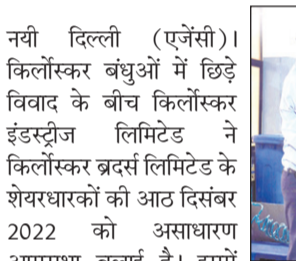 नयी दिल्ली (एजेंसी)।
किर्लोस्कर बंधुओं में छिड़े
विवाद के बीच किर्लोस्कर
इंडस्ट्रीज लिमिटेड ने
किर्लोस्कर ब्रदर्स लिमिटेड के
शेयरधारकों की आठ दिसंबर
2022 को असाधारण